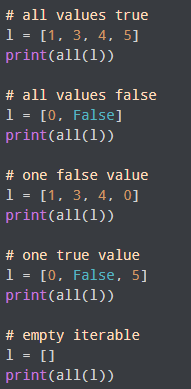 # all values true
l = [1, 3, 4, 5]
print(all(l))
# all values false
l = [0, False]
print(all(l))
# one false value
l = [1, 3, 4, 0]
print(all(l))
# one true value
l = [0, False, 5]
print(all(l))
# empty iterable
l = []
print(all(l))